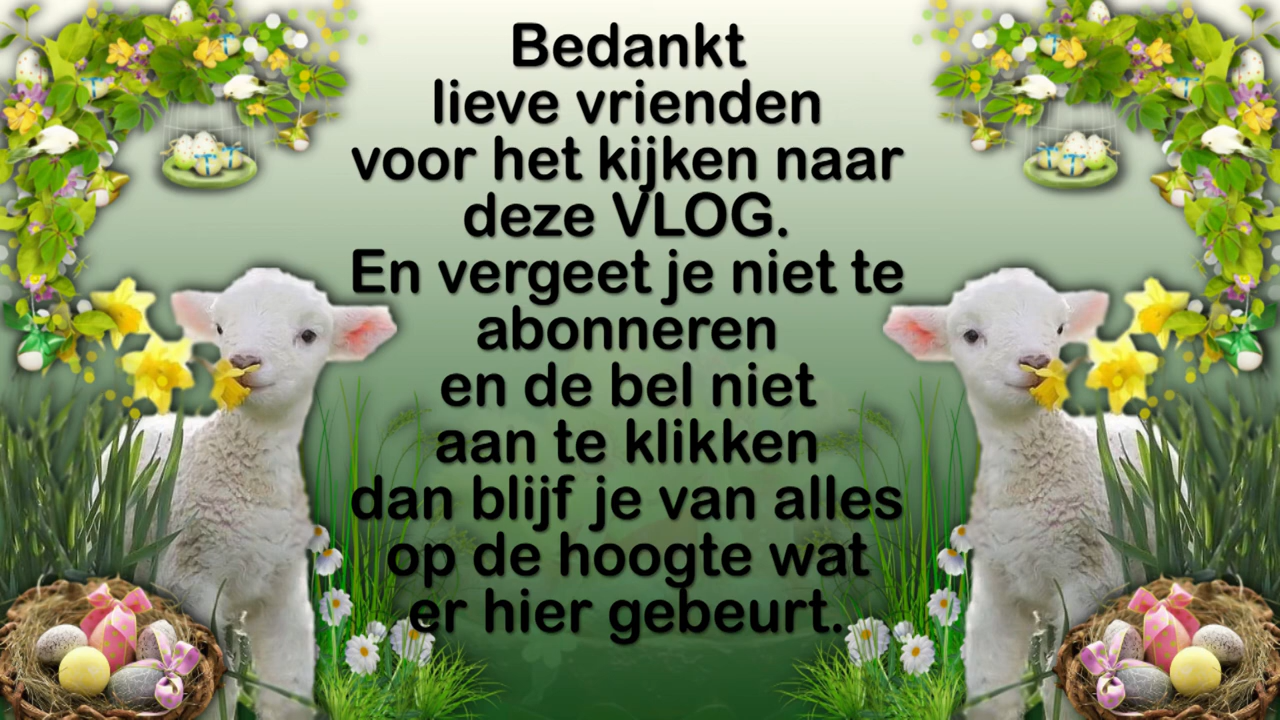 Bedankt
lieve vrienden
voor het kijken naar
deze VLOG.
En vergeet je niet te
abonneren
en de bel niet
aan te klikken
dan blijf je van alles
op de hoogte wat
er hier gebeurt.